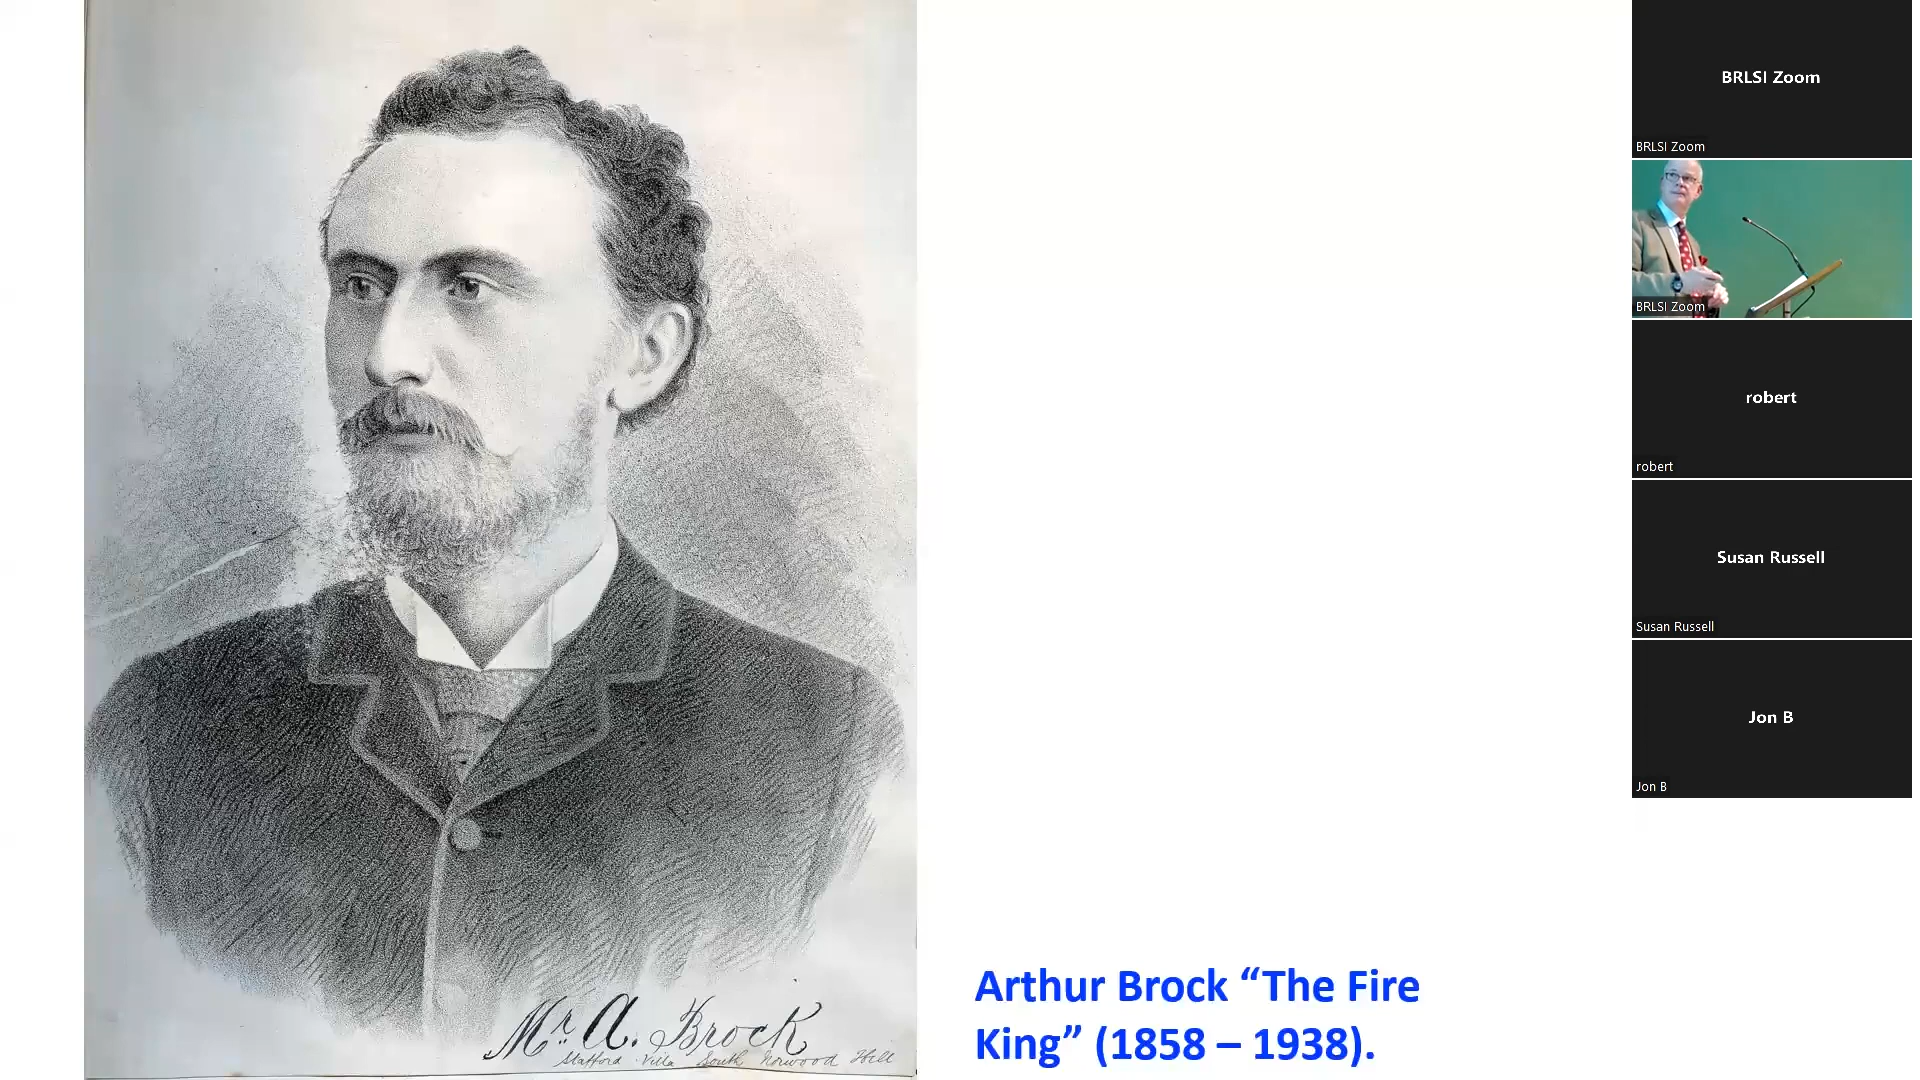 Mr. A. Brock
Stafford Villa South Norwood Hill
Arthur Brock “The Fire
King” (1858 – 1938).
BRLSI Zoom
BRLSI Zoom
BRLSI Zoom
robert
robert
Susan Russell
Susan Russell
Jon B
Jon B